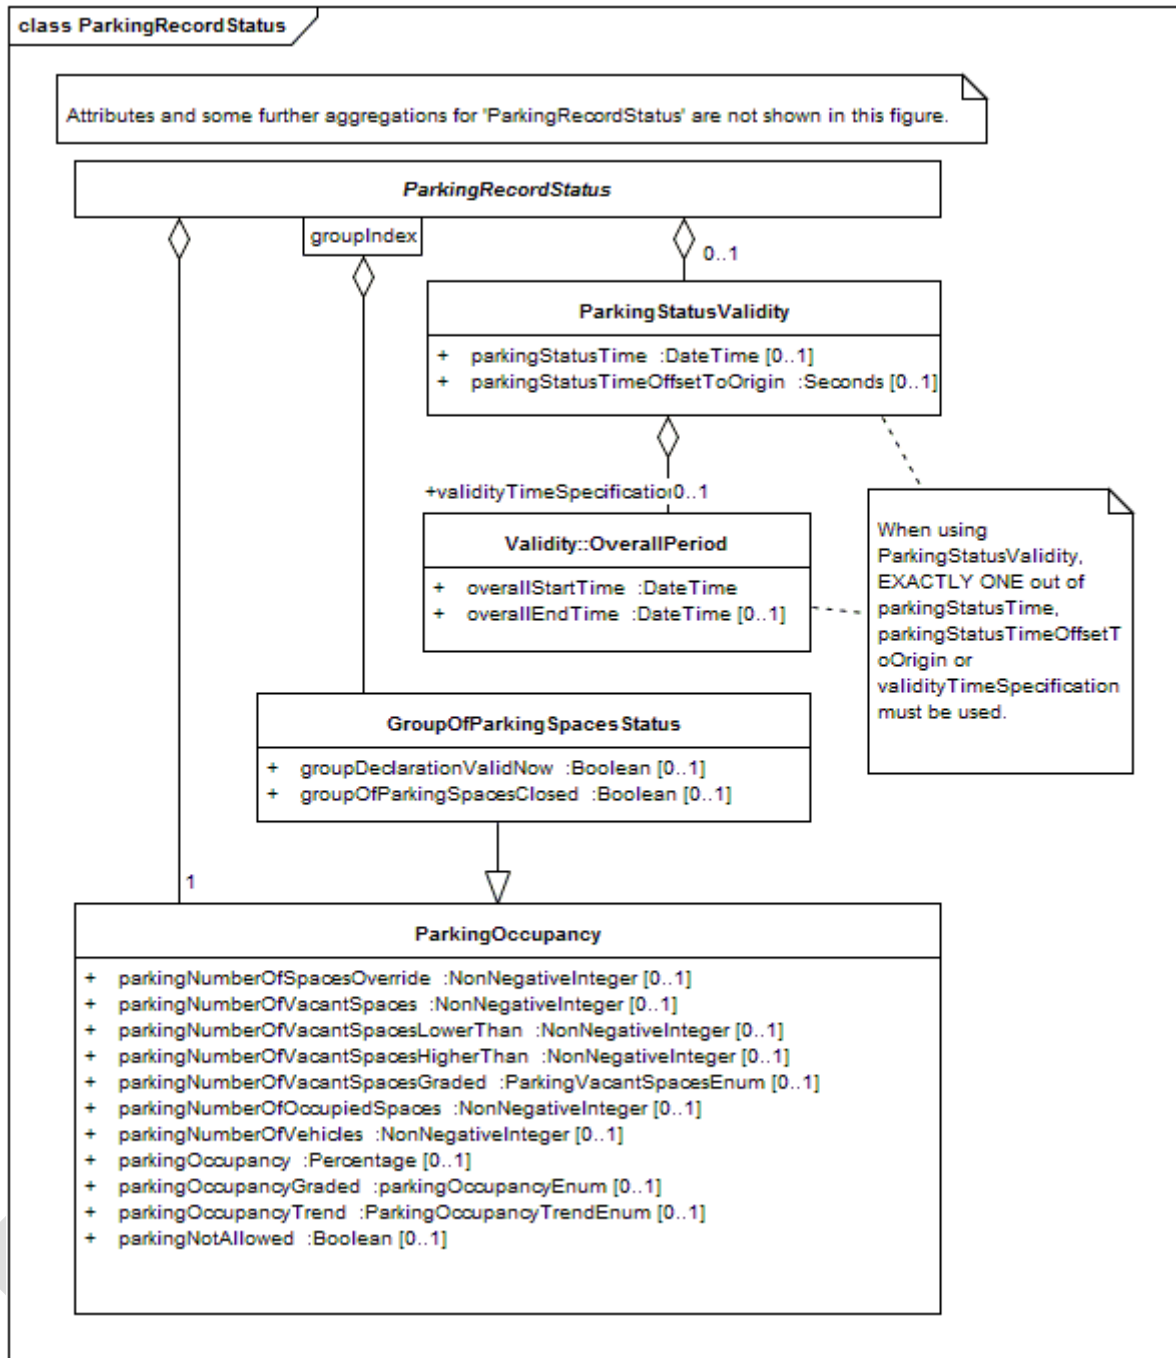 class ParkingRecordStatus
Attributes and some further aggregations for 'ParkingRecordStatus' are not shown in this figure.
ParkingRecordStatus
groupIndex
0..1
ParkingStatusValidity
+ parkingStatusTime :DateTime [0..1]
+ parkingStatusTimeOffsetToOrigin :Seconds [0..1]
+validityTimeSpecification 0..1
Validity::OverallPeriod
+ overallStartTime :DateTime
+ overallEndTime :DateTime [0..1]
When using
ParkingStatusValidity,
EXACTLY ONE out of
parkingStatusTime,
parkingStatusTimeOffsetT
oOrigin or
validityTimeSpecification
must be used.
GroupOfParkingSpacesStatus
+ groupDeclarationValidNow :Boolean [0..1]
+ groupOfParkingSpacesClosed :Boolean [0..1]
1
ParkingOccupancy
+ parkingNumberOfSpacesOverride :NonNegativeInteger [0..1]
+ parkingNumberOfVacantSpaces :NonNegativeInteger [0..1]
+ parkingNumberOfVacantSpacesLowerThan :NonNegativeInteger [0..1]
+ parkingNumberOfVacantSpacesHigherThan :NonNegativeInteger [0..1]
+ parkingNumberOfVacantSpacesGraded :ParkingVacantSpacesEnum [0..1]
+ parkingNumberOfOccupiedSpaces :NonNegativeInteger [0..1]
+ parkingNumberOfVehicles :NonNegativeInteger [0..1]
+ parkingOccupancy :Percentage [0..1]
+ parkingOccupancyGraded :parkingOccupancyEnum [0..1]
+ parkingOccupancyTrend :ParkingOccupancyTrendEnum [0..1]
+ parkingNotAllowed :Boolean [0..1]